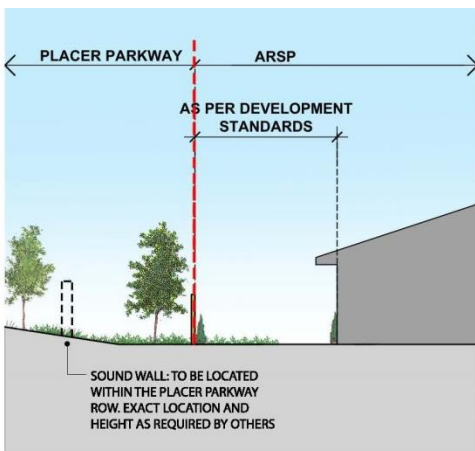 PLACER PARKWAY
ARSP
AS PER DEVELOPMENT
STANDARDS
SOUND WALL: TO BE LOCATED
WITHIN THE PLACER PARKWAY
ROW. EXACT LOCATION AND
HEIGHT AS REQUIRED BY OTHERS